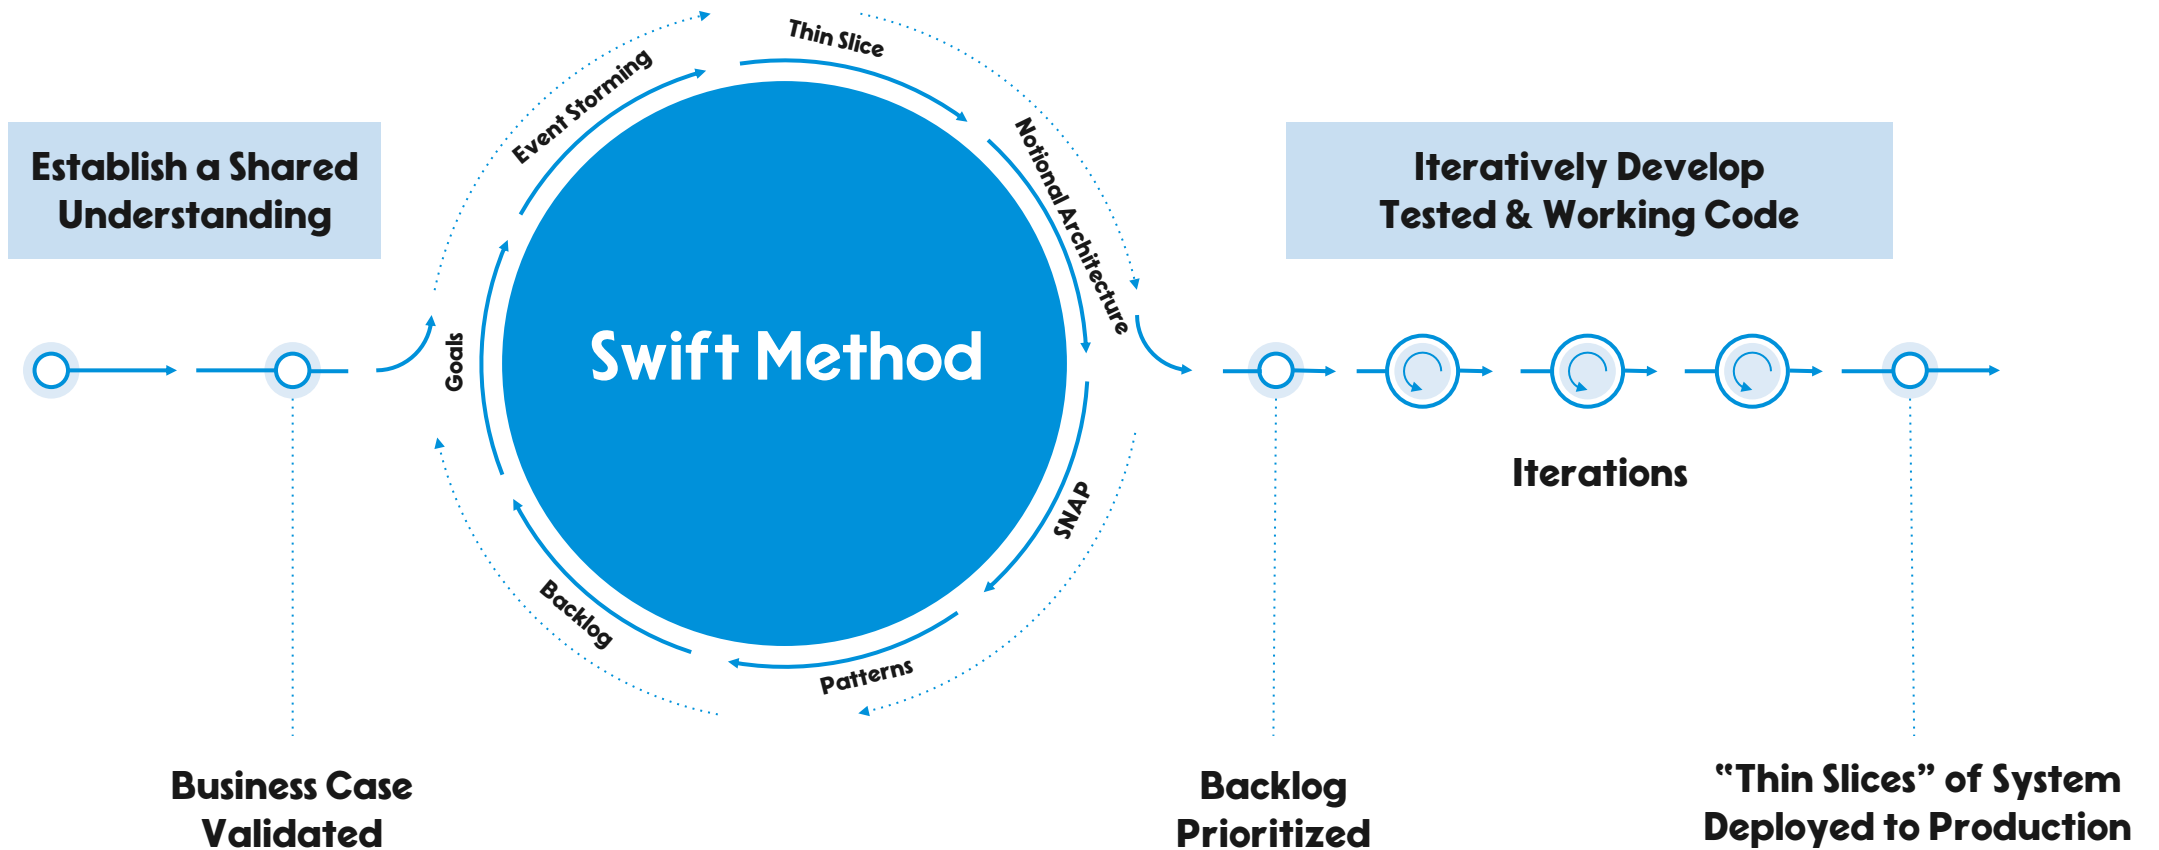 Establish a Shared
Understanding
Business Case
Validated
Swift Method
Goals
Event Storming
Thin Slice
Notional Architecture
SNAP
Patterns
Backlog
Iteratively Develop
Tested & Working Code
Iterations
Backlog
Prioritized
“Thin Slices” of System
Deployed to Production